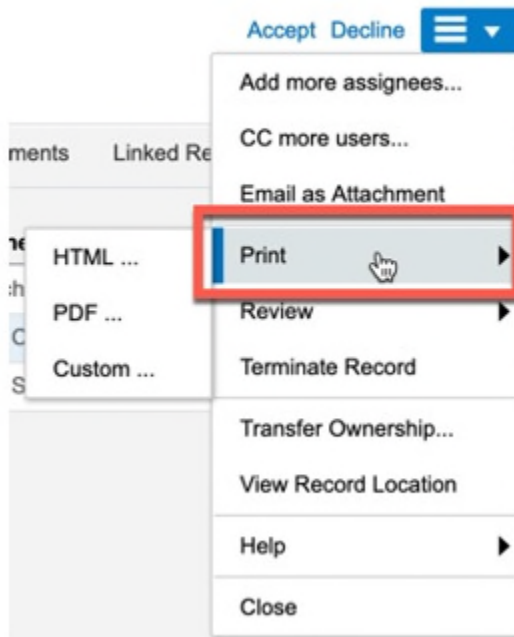 Accept Decline
Add more assignees...
CC more users...
ments Linked Re
Email as Attachment
Print
HTML ...
PDF ...
Custom ...
Review
Terminate Record
Transfer Ownership...
View Record Location
Help
Close